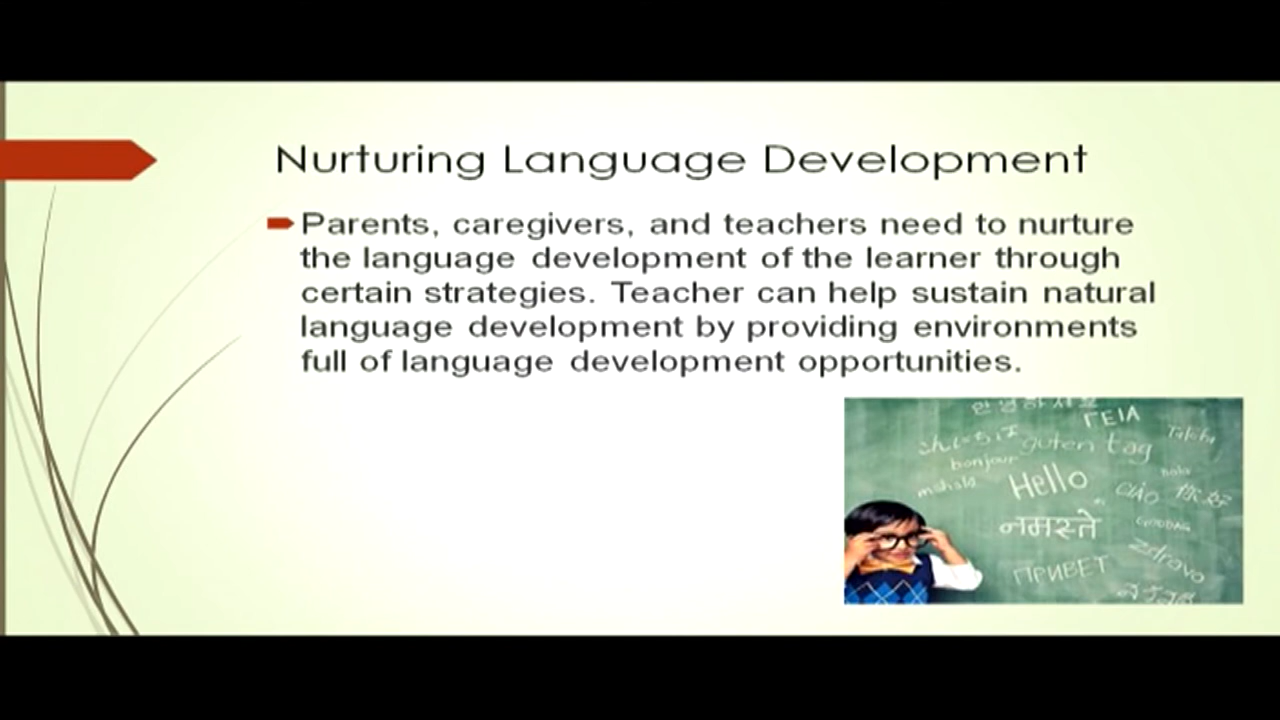 Nurturing Language Development
Parents, caregivers, and teachers need to nurture
the language development of the learner through
certain strategies. Teacher can help sustain natural
language development by providing environments
full of language development opportunities.
ΓΕΙΑ
guten tag
bonjour
Hello
CIAO
नमस्ते
ПРИВЕТ
Zdravo